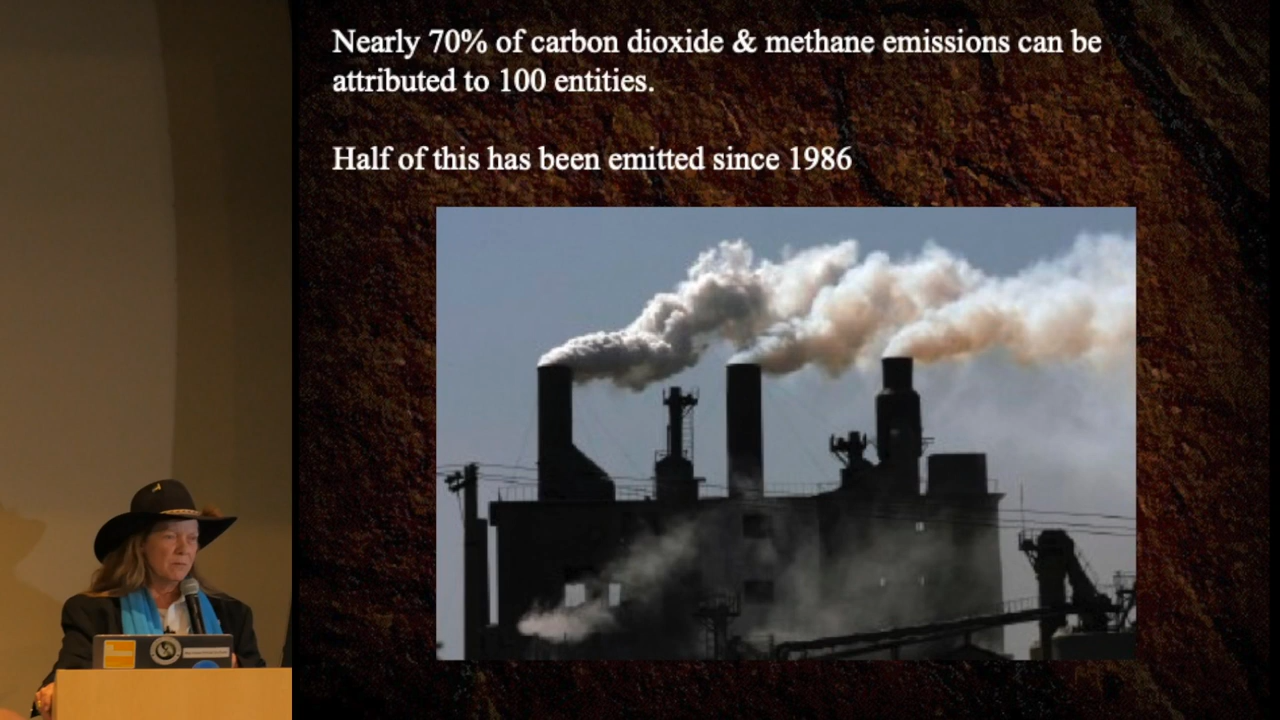 Nearly 70% of carbon dioxide & methane emissions can be
attributed to 100 entities.
Half of this has been emitted since 1986